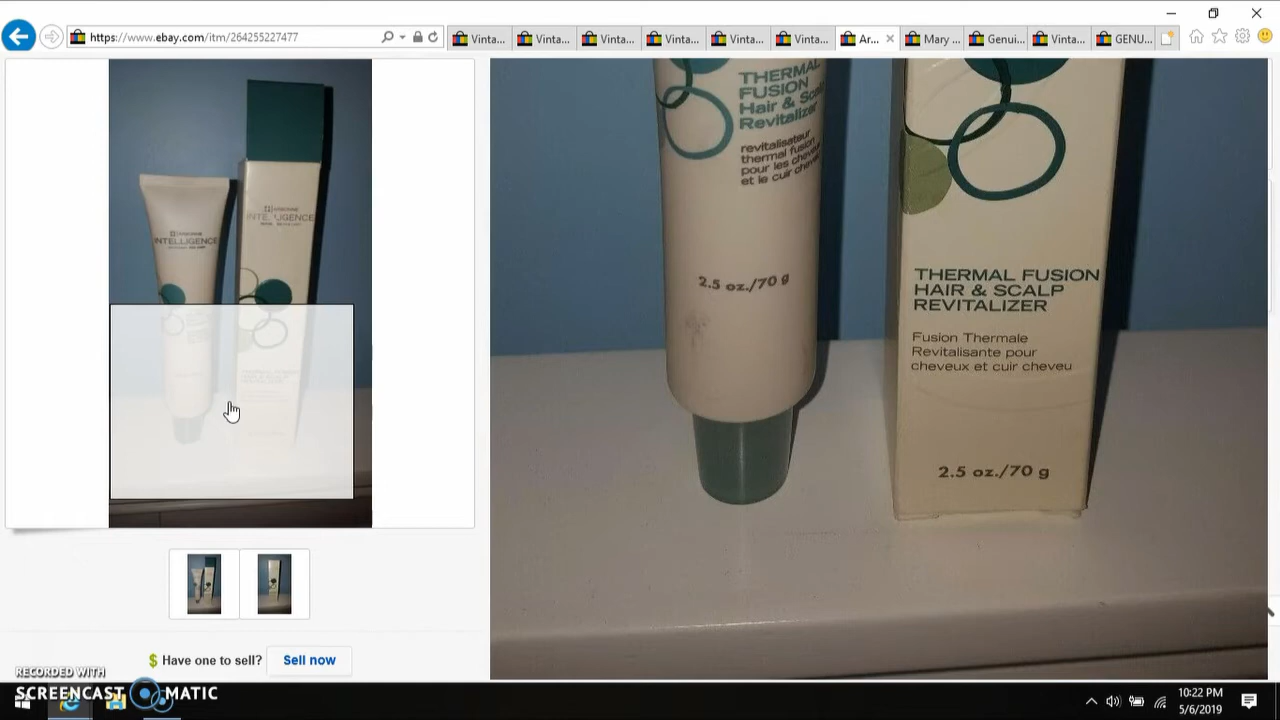 https://www.ebay.com/itm/264255227477
Vinta...
Vinta...
Vinta...
Vinta...
Vinta...
Vinta...
Ar...
Mary ...
Genui...
Vinta...
GENU...
ARBONNE
INTELLIGENCE
ARBONNE
INTELLIGENCE
THERMAL
FUSION
Hair & Scalp
Revitalizer
revitalisateur
thermal fusion
pour les cheveux
et le cuir cheveu
2.5 oz./70 g
THERMAL FUSION
HAIR & SCALP
REVITALIZER
Fusion Thermale
Revitalisante pour
cheveux et cuir cheveu
2.5 oz./70 g
$ Have one to sell?
Sell now
RECORDED WITH
SCREENCAST MATIC
10:22 PM
5/6/2019